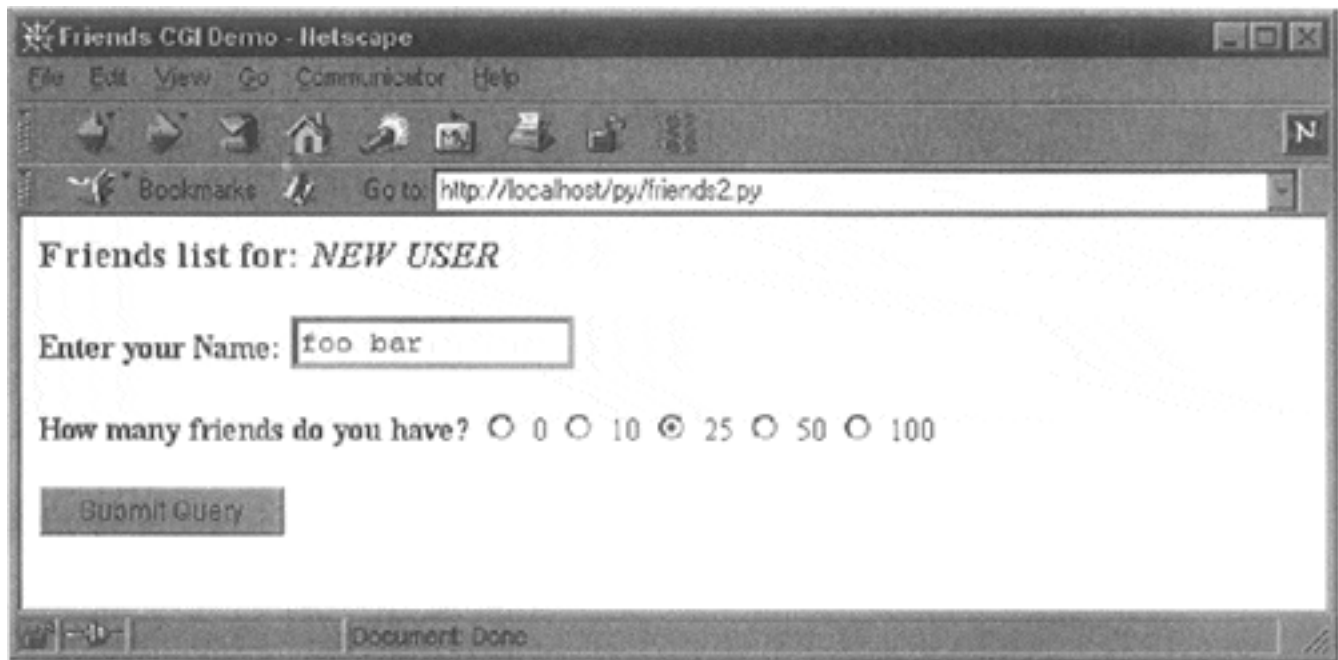 Friends CGI Demo - Netscape
File Edit View Go Communicator Help
N
Bookmarks Go to: http://localhost/py/friends2.py
Friends list for: NEW USER
Enter your Name: foo bar
How many friends do you have? 0 10 25 50 100
Submit Query
Document: Done